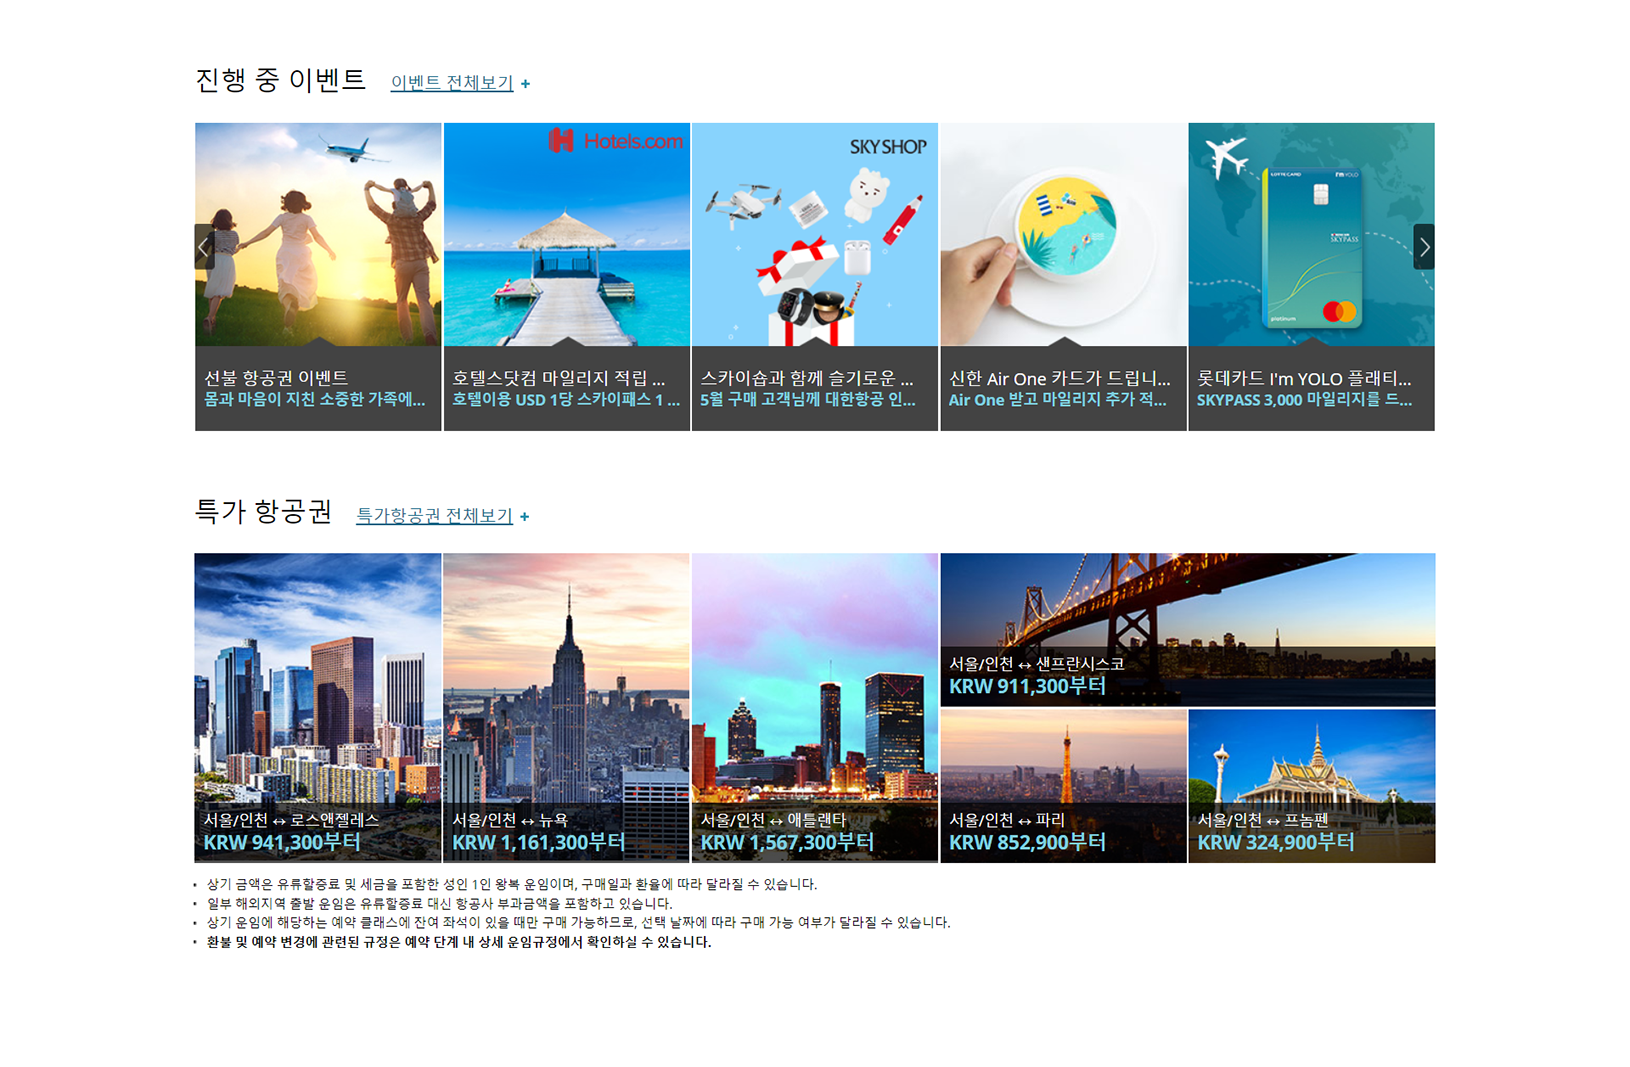 진행 중 이벤트
이벤트 전체보기 +
Hotels.com
SKY SHOP
LOTTECARD I'm YOLO
SKYPASS
platinum
선불 항공권 이벤트
몸과 마음이 지친 소중한 가족에...
호텔스닷컴 마일리지 적립 ...
호텔이용 USD 1당 스카이패스 1 ...
스카이숍과 함께 슬기로운 ...
5월 구매 고객님께 대한항공 인...
신한 Air One 카드가 드립니...
Air One 받고 마일리지 추가 적...
롯데카드 I'm YOLO 플래티...
SKYPASS 3,000 마일리지를 드...
특가 항공권
특가항공권 전체보기 +
서울/인천 ↔ 로스앤젤레스
KRW 941,300부터
서울/인천 ↔ 뉴욕
KRW 1,161,300부터
서울/인천 ↔ 애틀랜타
KRW 1,567,300부터
서울/인천 ↔ 샌프란시스코
KRW 911,300부터
서울/인천 ↔ 파리
KRW 852,900부터
서울/인천 ↔ 프놈펜
KRW 324,900부터
• 상기 금액은 유류할증료 및 세금을 포함한 성인 1인 왕복 운임이며, 구매일과 환율에 따라 달라질 수 있습니다.
• 일부 해외지역 출발 운임은 유류할증료 대신 항공사 부과금액을 포함하고 있습니다.
• 상기 운임에 해당하는 예약 클래스에 잔여 좌석이 있을 때만 구매 가능하므로, 선택 날짜에 따라 구매 가능 여부가 달라질 수 있습니다.
• 환불 및 예약 변경에 관련된 규정은 예약 단계 내 상세 운임규정에서 확인하실 수 있습니다.